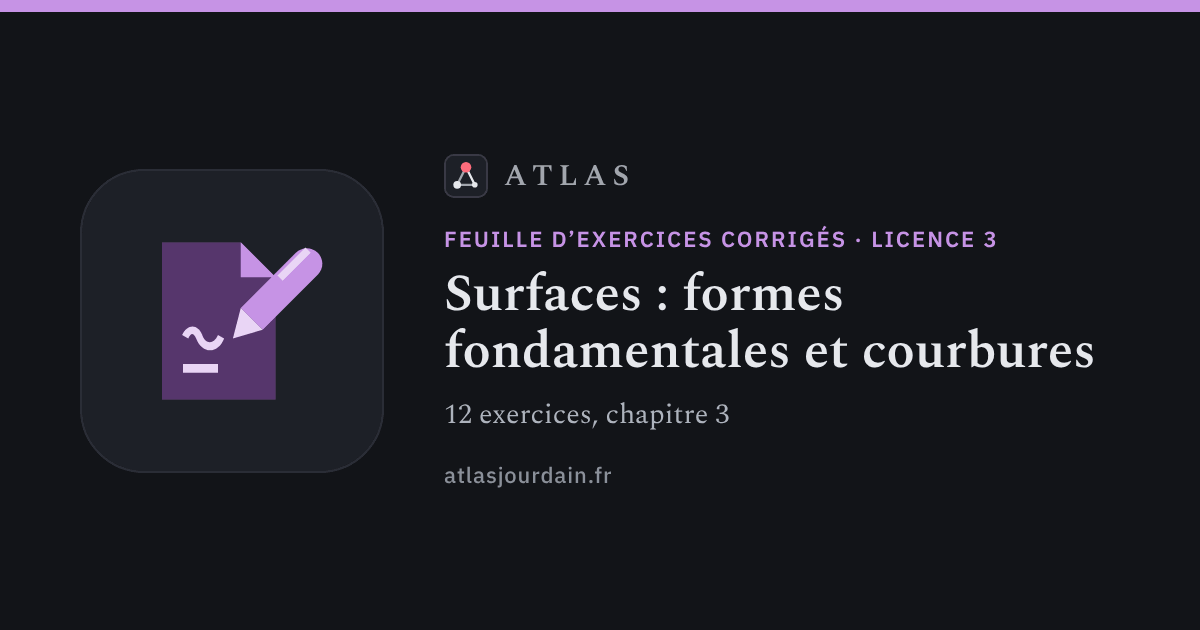 ATLAS
FEUILLE D’EXERCICES CORRIGÉS · LICENCE 3
Surfaces : formes
fondamentales et courbures
12 exercices, chapitre 3
atlasjourdain.fr